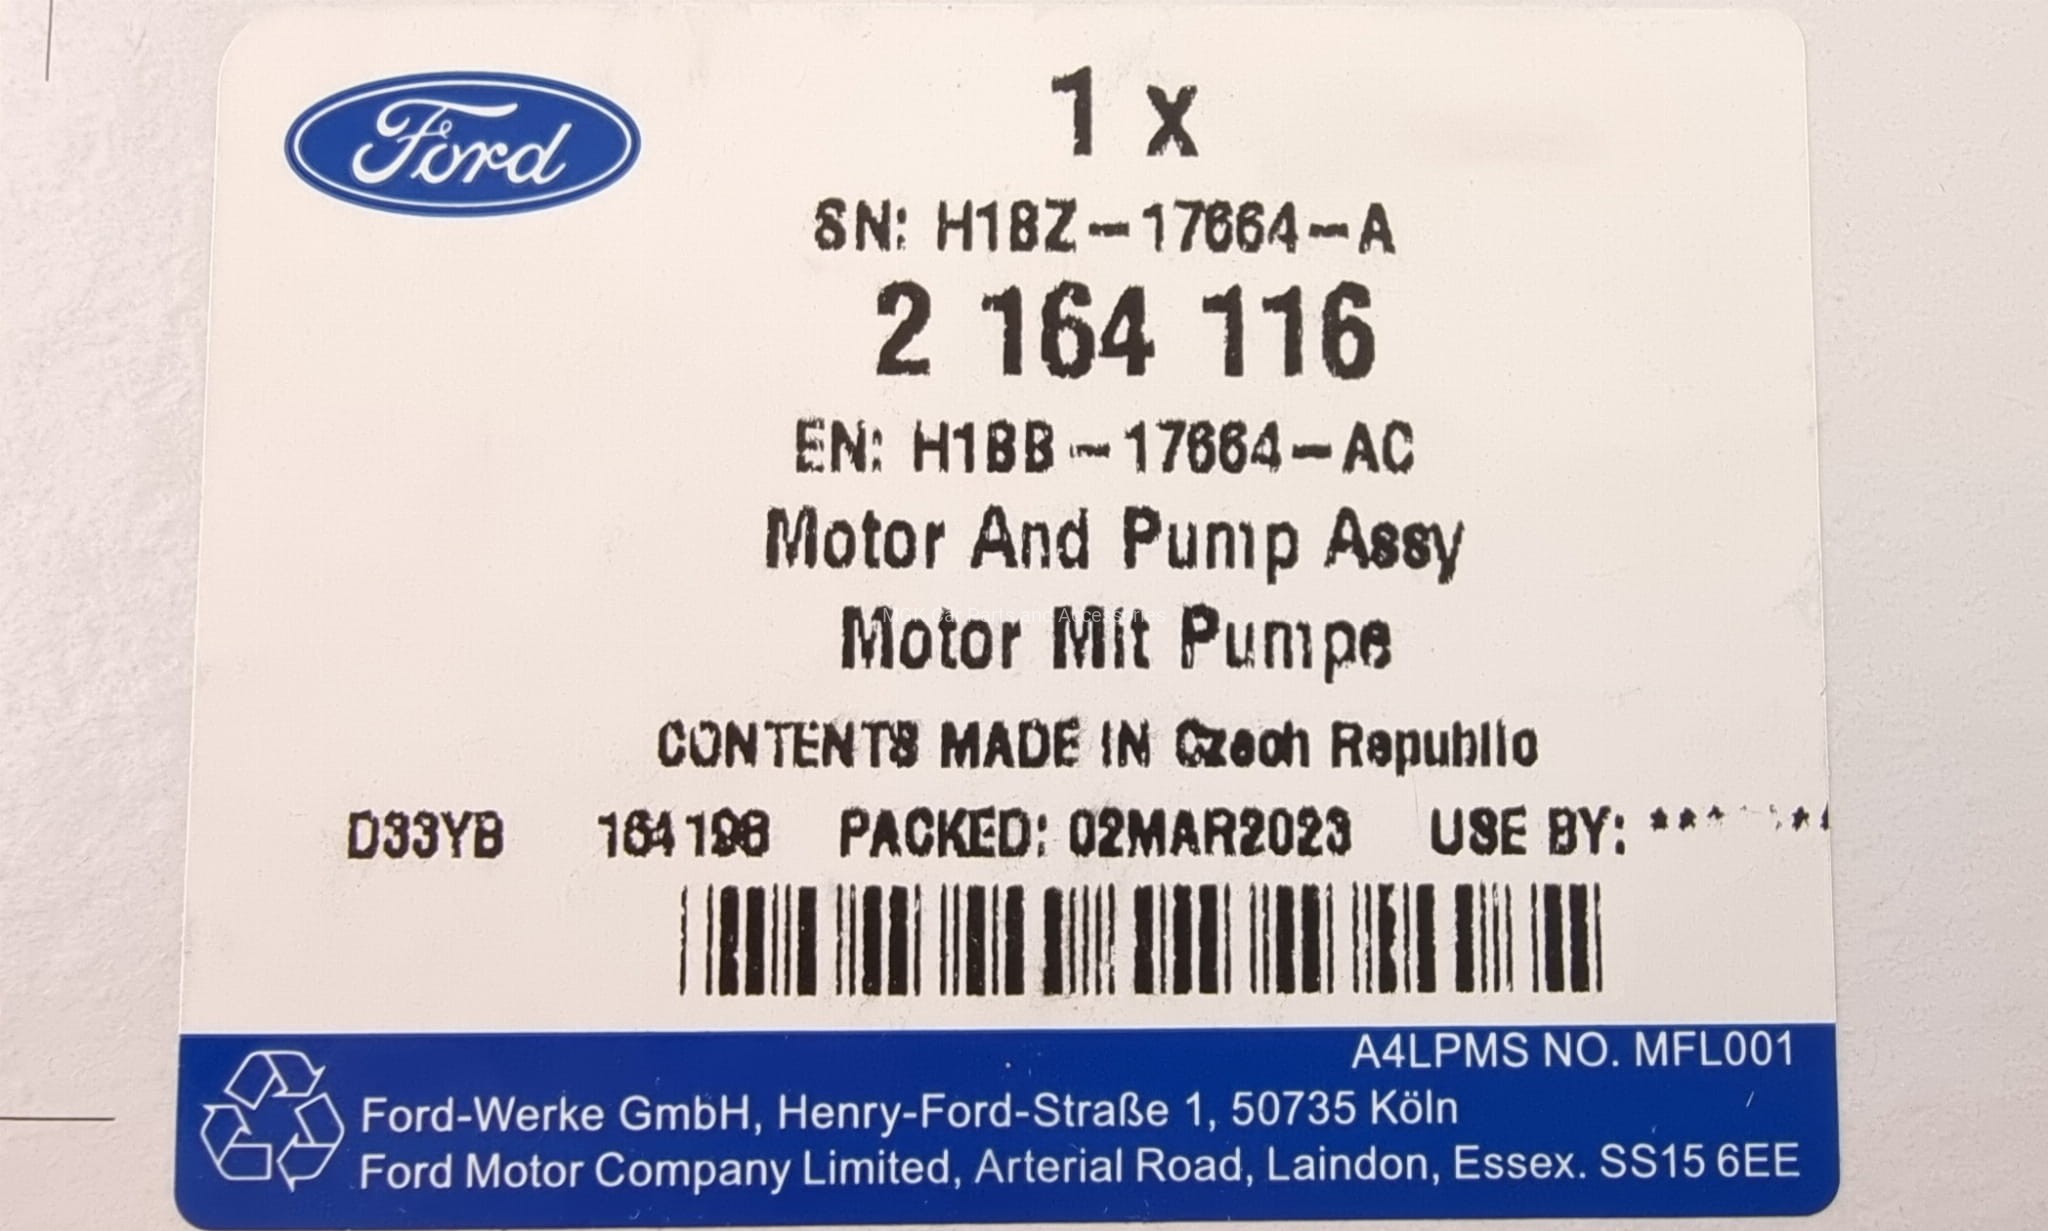 Ford
1 x
SN: H1BZ-17664-A
2 164 116
EN: H1BB-17664-AC
Motor And Pump Assy
M&K Car Parts and Accessories
Motor Mit Pumpe
CONTENTS MADE IN Czech Republic
D33YB 164196 PACKED: 02MAR2023 USE BY:
A4LPMS NO. MFL001
Ford-Werke GmbH, Henry-Ford-Straße 1, 50735 Köln
Ford Motor Company Limited, Arterial Road, Laindon, Essex. SS15 6EE